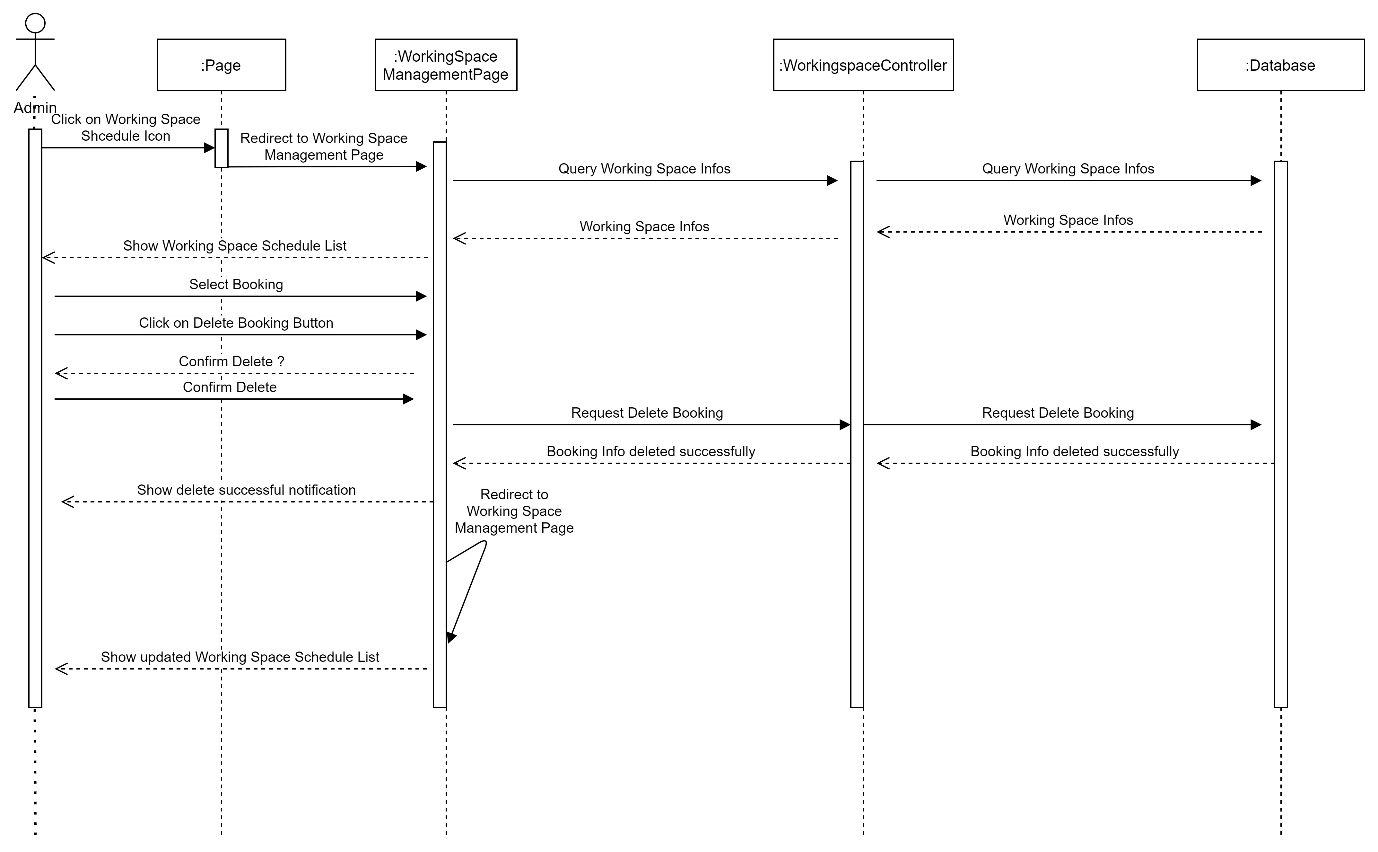 :Page
:WorkingSpace
ManagementPage
:WorkingspaceController
:Database
Admin
Click on Working Space
Shcedule Icon
Redirect to Working Space
Management Page
Query Working Space Infos
Query Working Space Infos
Working Space Infos
Working Space Infos
Show Working Space Schedule List
Select Booking
Click on Delete Booking Button
Confirm Delete ?
Confirm Delete
Request Delete Booking
Request Delete Booking
Booking Info deleted successfully
Booking Info deleted successfully
Show delete successful notification
Redirect to
Working Space
Management Page
Show updated Working Space Schedule List